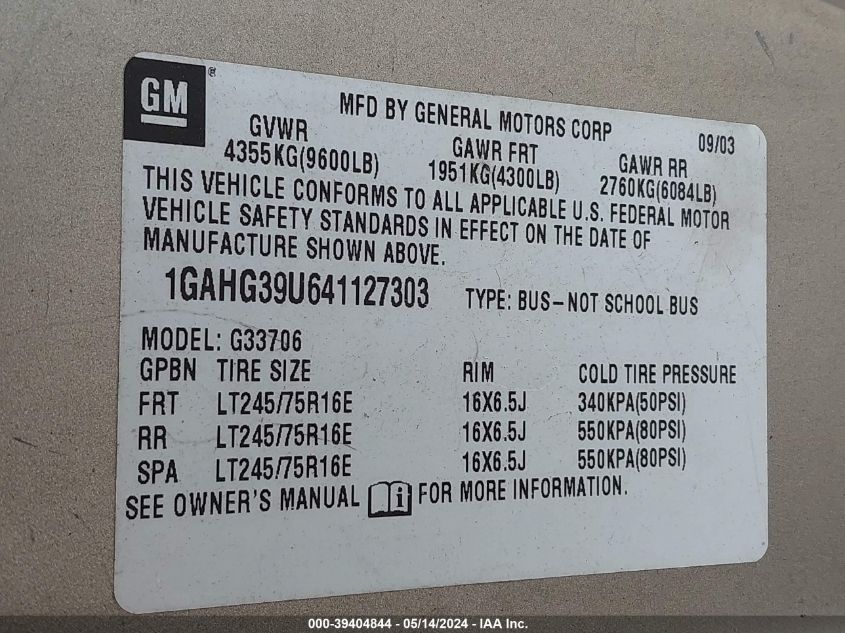 GM ®
MFD BY GENERAL MOTORS CORP 09/03
GVWR GAWR FRT GAWR RR
4355KG(9600LB) 1951KG(4300LB) 2760KG(6084LB)
THIS VEHICLE CONFORMS TO ALL APPLICABLE U.S. FEDERAL MOTOR
VEHICLE SAFETY STANDARDS IN EFFECT ON THE DATE OF
MANUFACTURE SHOWN ABOVE.
1GAHG39U641127303 TYPE: BUS-NOT SCHOOL BUS
MODEL: G33706
GPBN TIRE SIZE RIM COLD TIRE PRESSURE
FRT LT245/75R16E 16X6.5J 340KPA(50PSI)
RR LT245/75R16E 16X6.5J 550KPA(80PSI)
SPA LT245/75R16E 16X6.5J 550KPA(80PSI)
SEE OWNER'S MANUAL i FOR MORE INFORMATION.
000-39404844 - 05/14/2024 - IAA Inc.